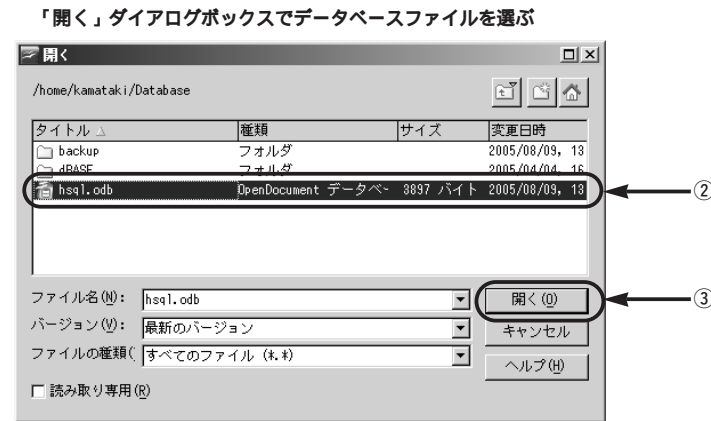 「開く」ダイアログボックスでデータベースファイルを選ぶ
開く
/home/kamataki/Database
タイトル 種類 サイズ 変更日時
backup フォルダ 2005/08/09, 13
dBASE フォルダ 2005/04/04, 16
hsql.odb OpenDocument データベ~ 3897 バイト 2005/08/09, 13
②
ファイル名(N): hsql.odb 開く(O)
③
バージョン(V): 最新のバージョン キャンセル
ファイルの種類( すべてのファイル (*.*) ヘルプ(H)
読み取り専用(R)